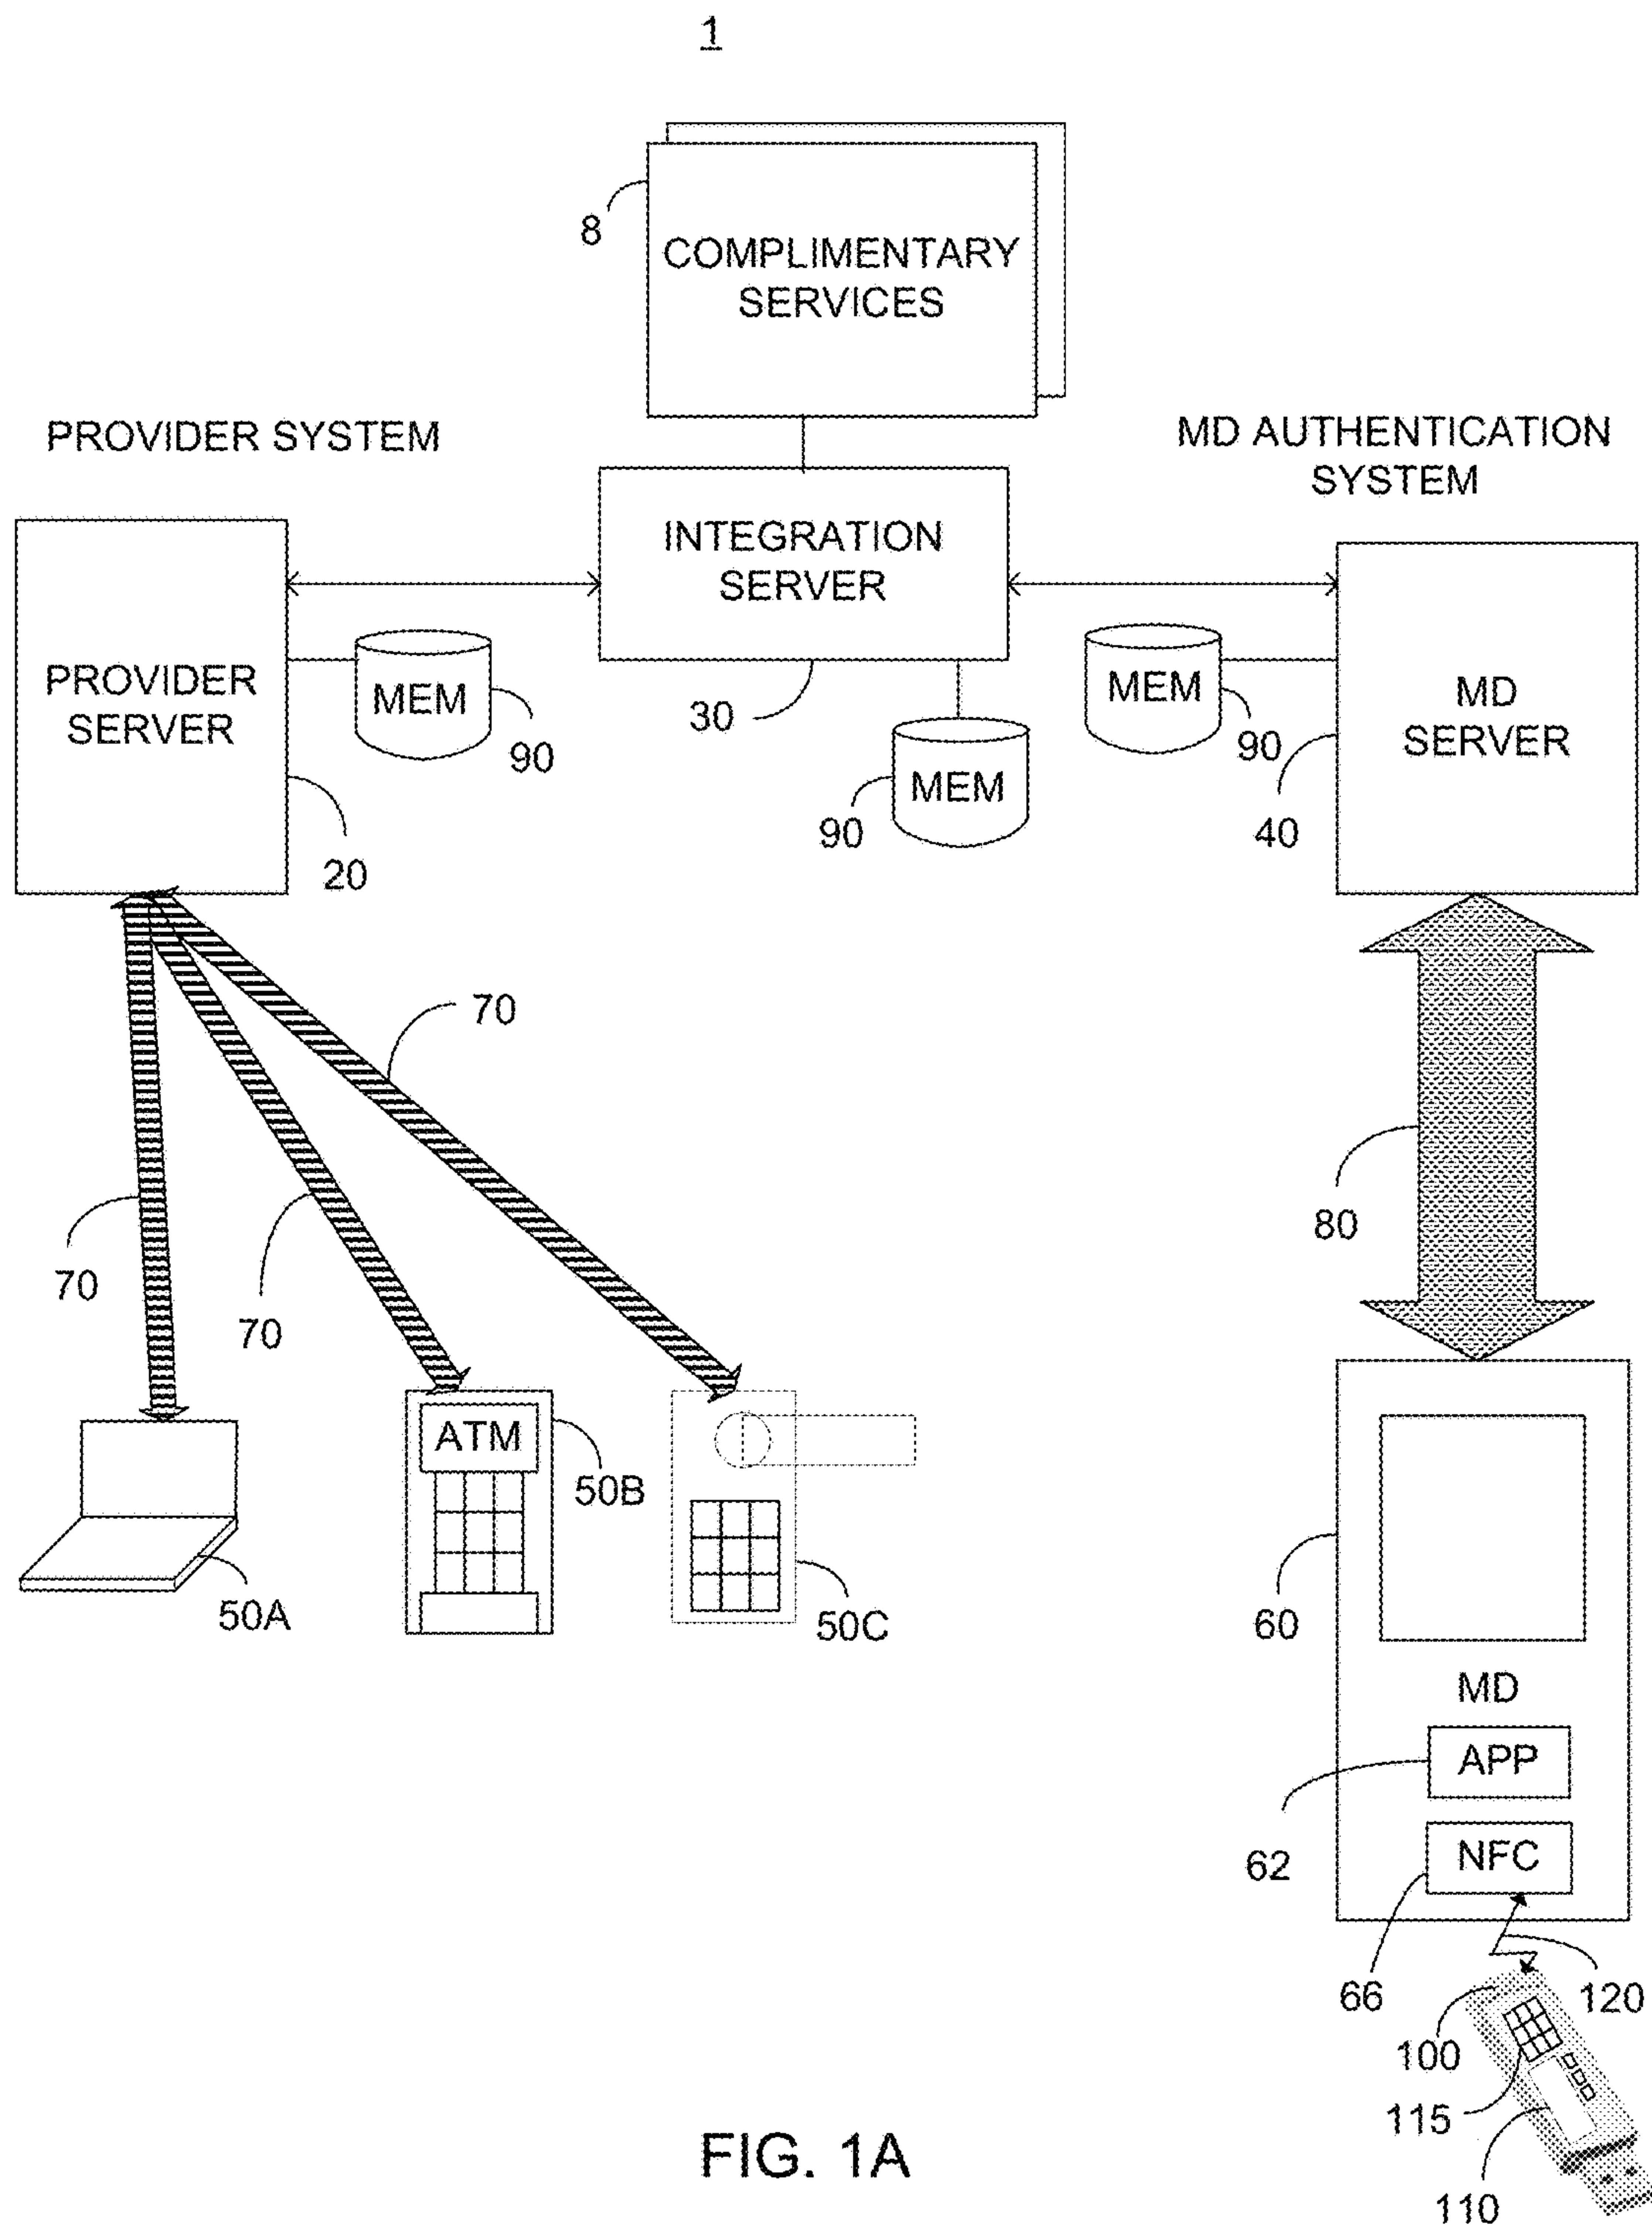 1
8
COMPLIMENTARY
SERVICES
PROVIDER SYSTEM
MD AUTHENTICATION
SYSTEM
INTEGRATION
SERVER
PROVIDER
SERVER
MEM
90
30
MEM
90
MEM
90
MD
SERVER
40
20
70
70
70
80
ATM
50A
50B
50C
60
MD
APP
62
NFC
66
120
100
115
110
FIG. 1A